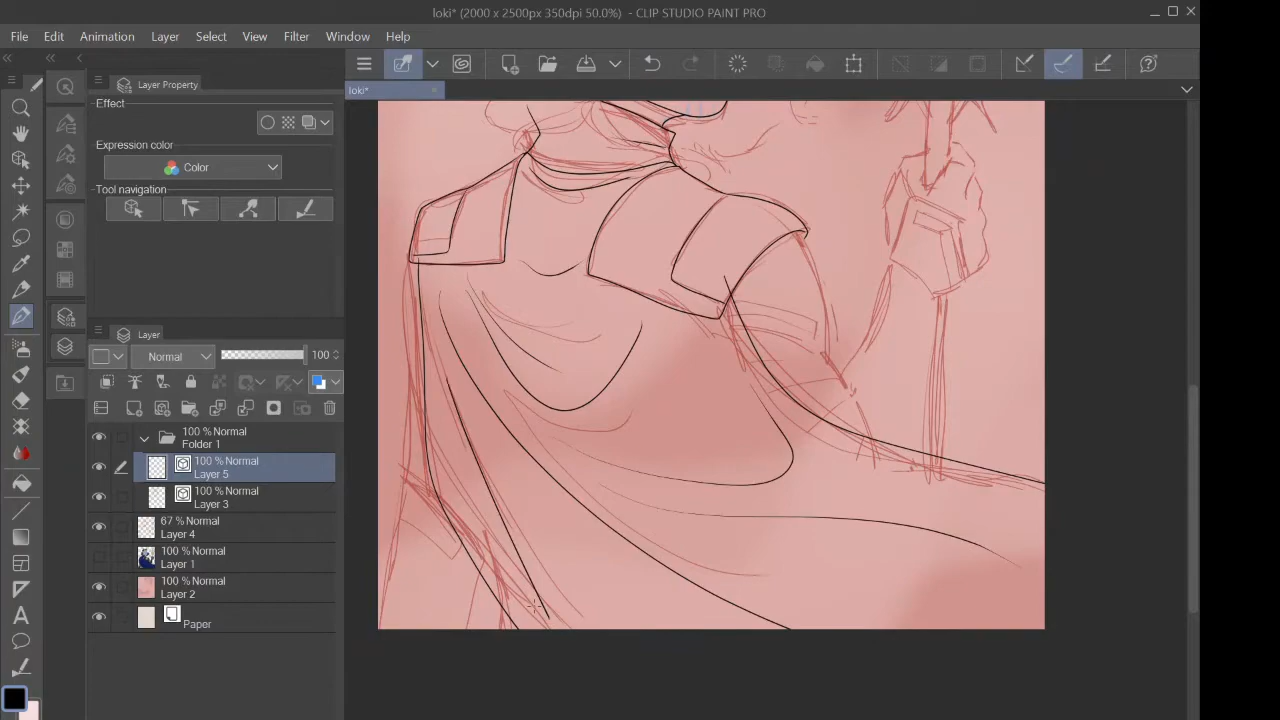 loki* (2000 x 2500px 350dpi 50.0%) - CLIP STUDIO PAINT PRO
File Edit Animation Layer Select View Filter Window Help
Layer Property
loki*
Effect
Expression color
Color
Tool navigation
Layer
Normal 100
100 % Normal
Folder 1
100 % Normal
Layer 5
100 % Normal
Layer 3
67 % Normal
Layer 4
100 % Normal
Layer 1
100 % Normal
Layer 2
Paper